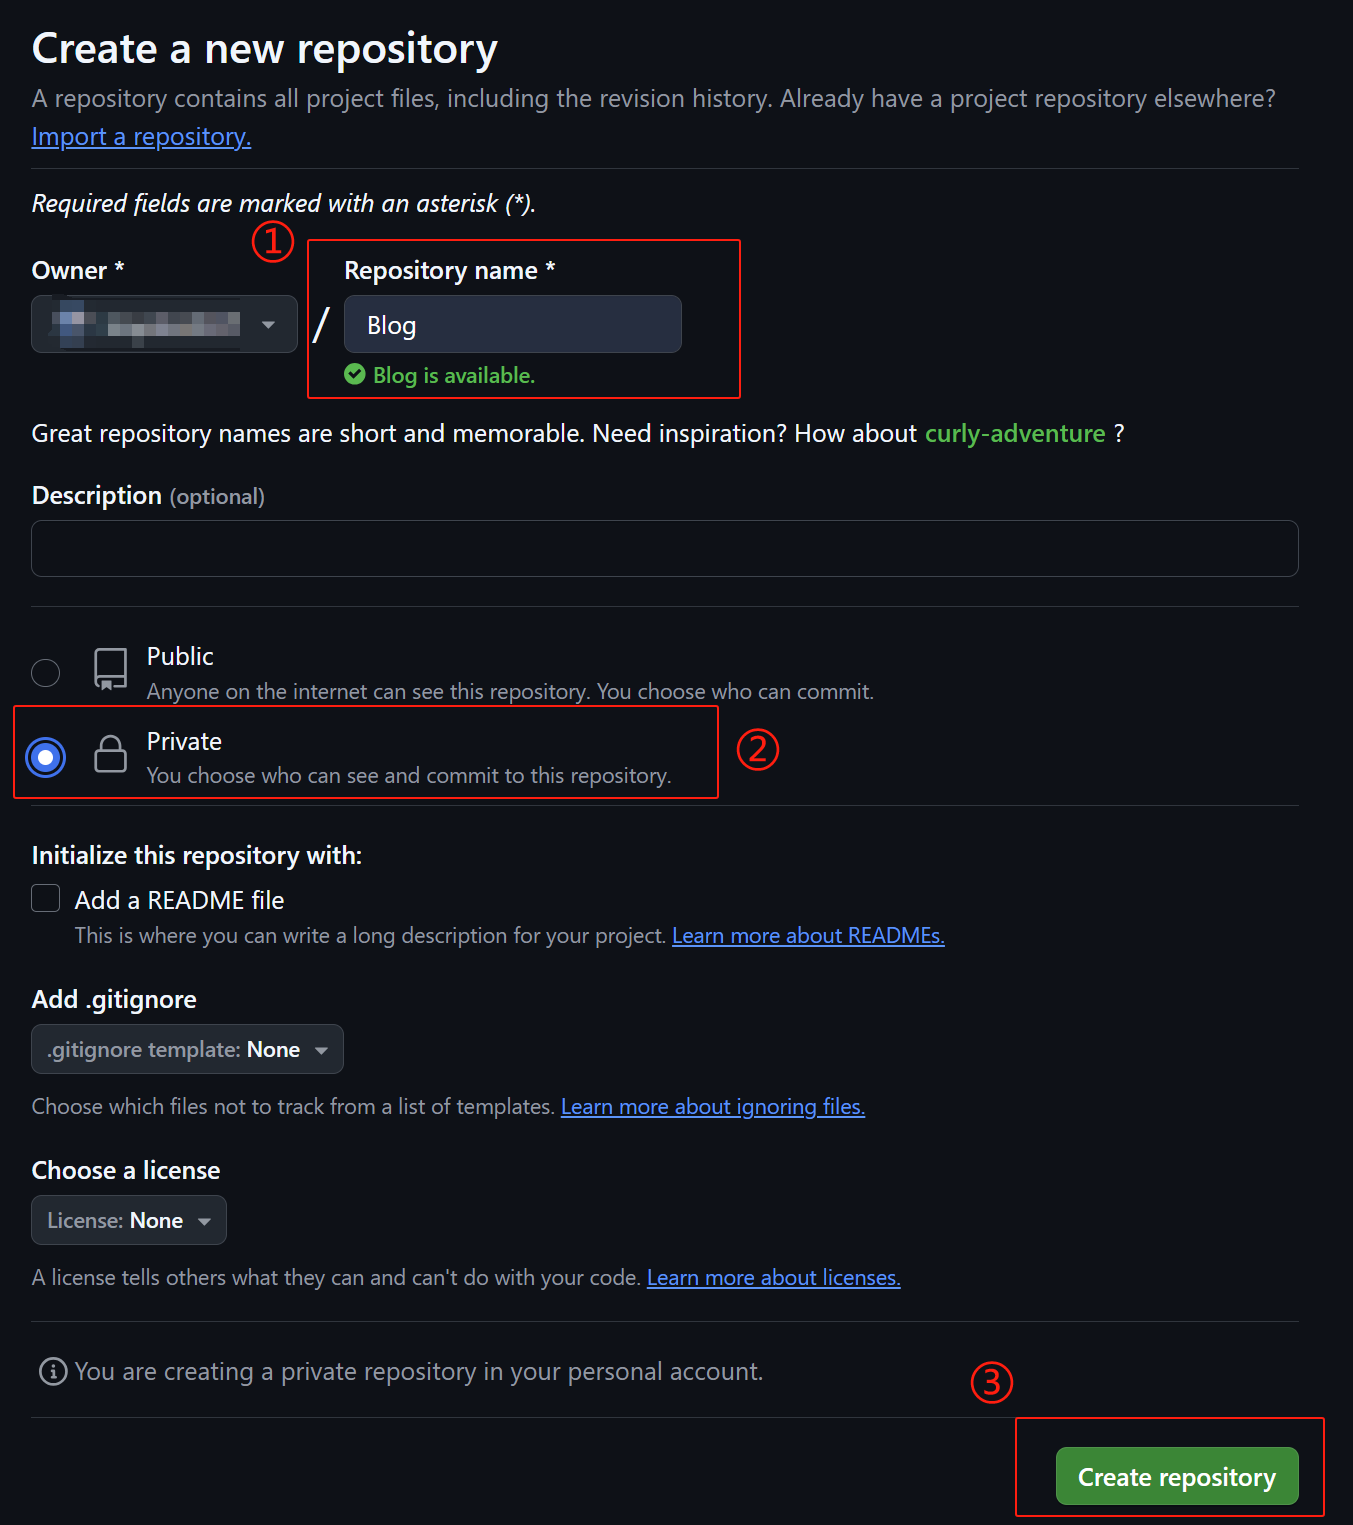 Create a new repository
A repository contains all project files, including the revision history. Already have a project repository elsewhere?
Import a repository.
Required fields are marked with an asterisk (*).
①
Owner *
Repository name *
/
Blog
Blog is available.
Great repository names are short and memorable. Need inspiration? How about curly-adventure ?
Description (optional)
Public
Anyone on the internet can see this repository. You choose who can commit.
Private
You choose who can see and commit to this repository.
②
Initialize this repository with:
Add a README file
This is where you can write a long description for your project. Learn more about READMEs.
Add .gitignore
.gitignore template: None
Choose which files not to track from a list of templates. Learn more about ignoring files.
Choose a license
License: None
A license tells others what they can and can't do with your code. Learn more about licenses.
You are creating a private repository in your personal account.
③
Create repository